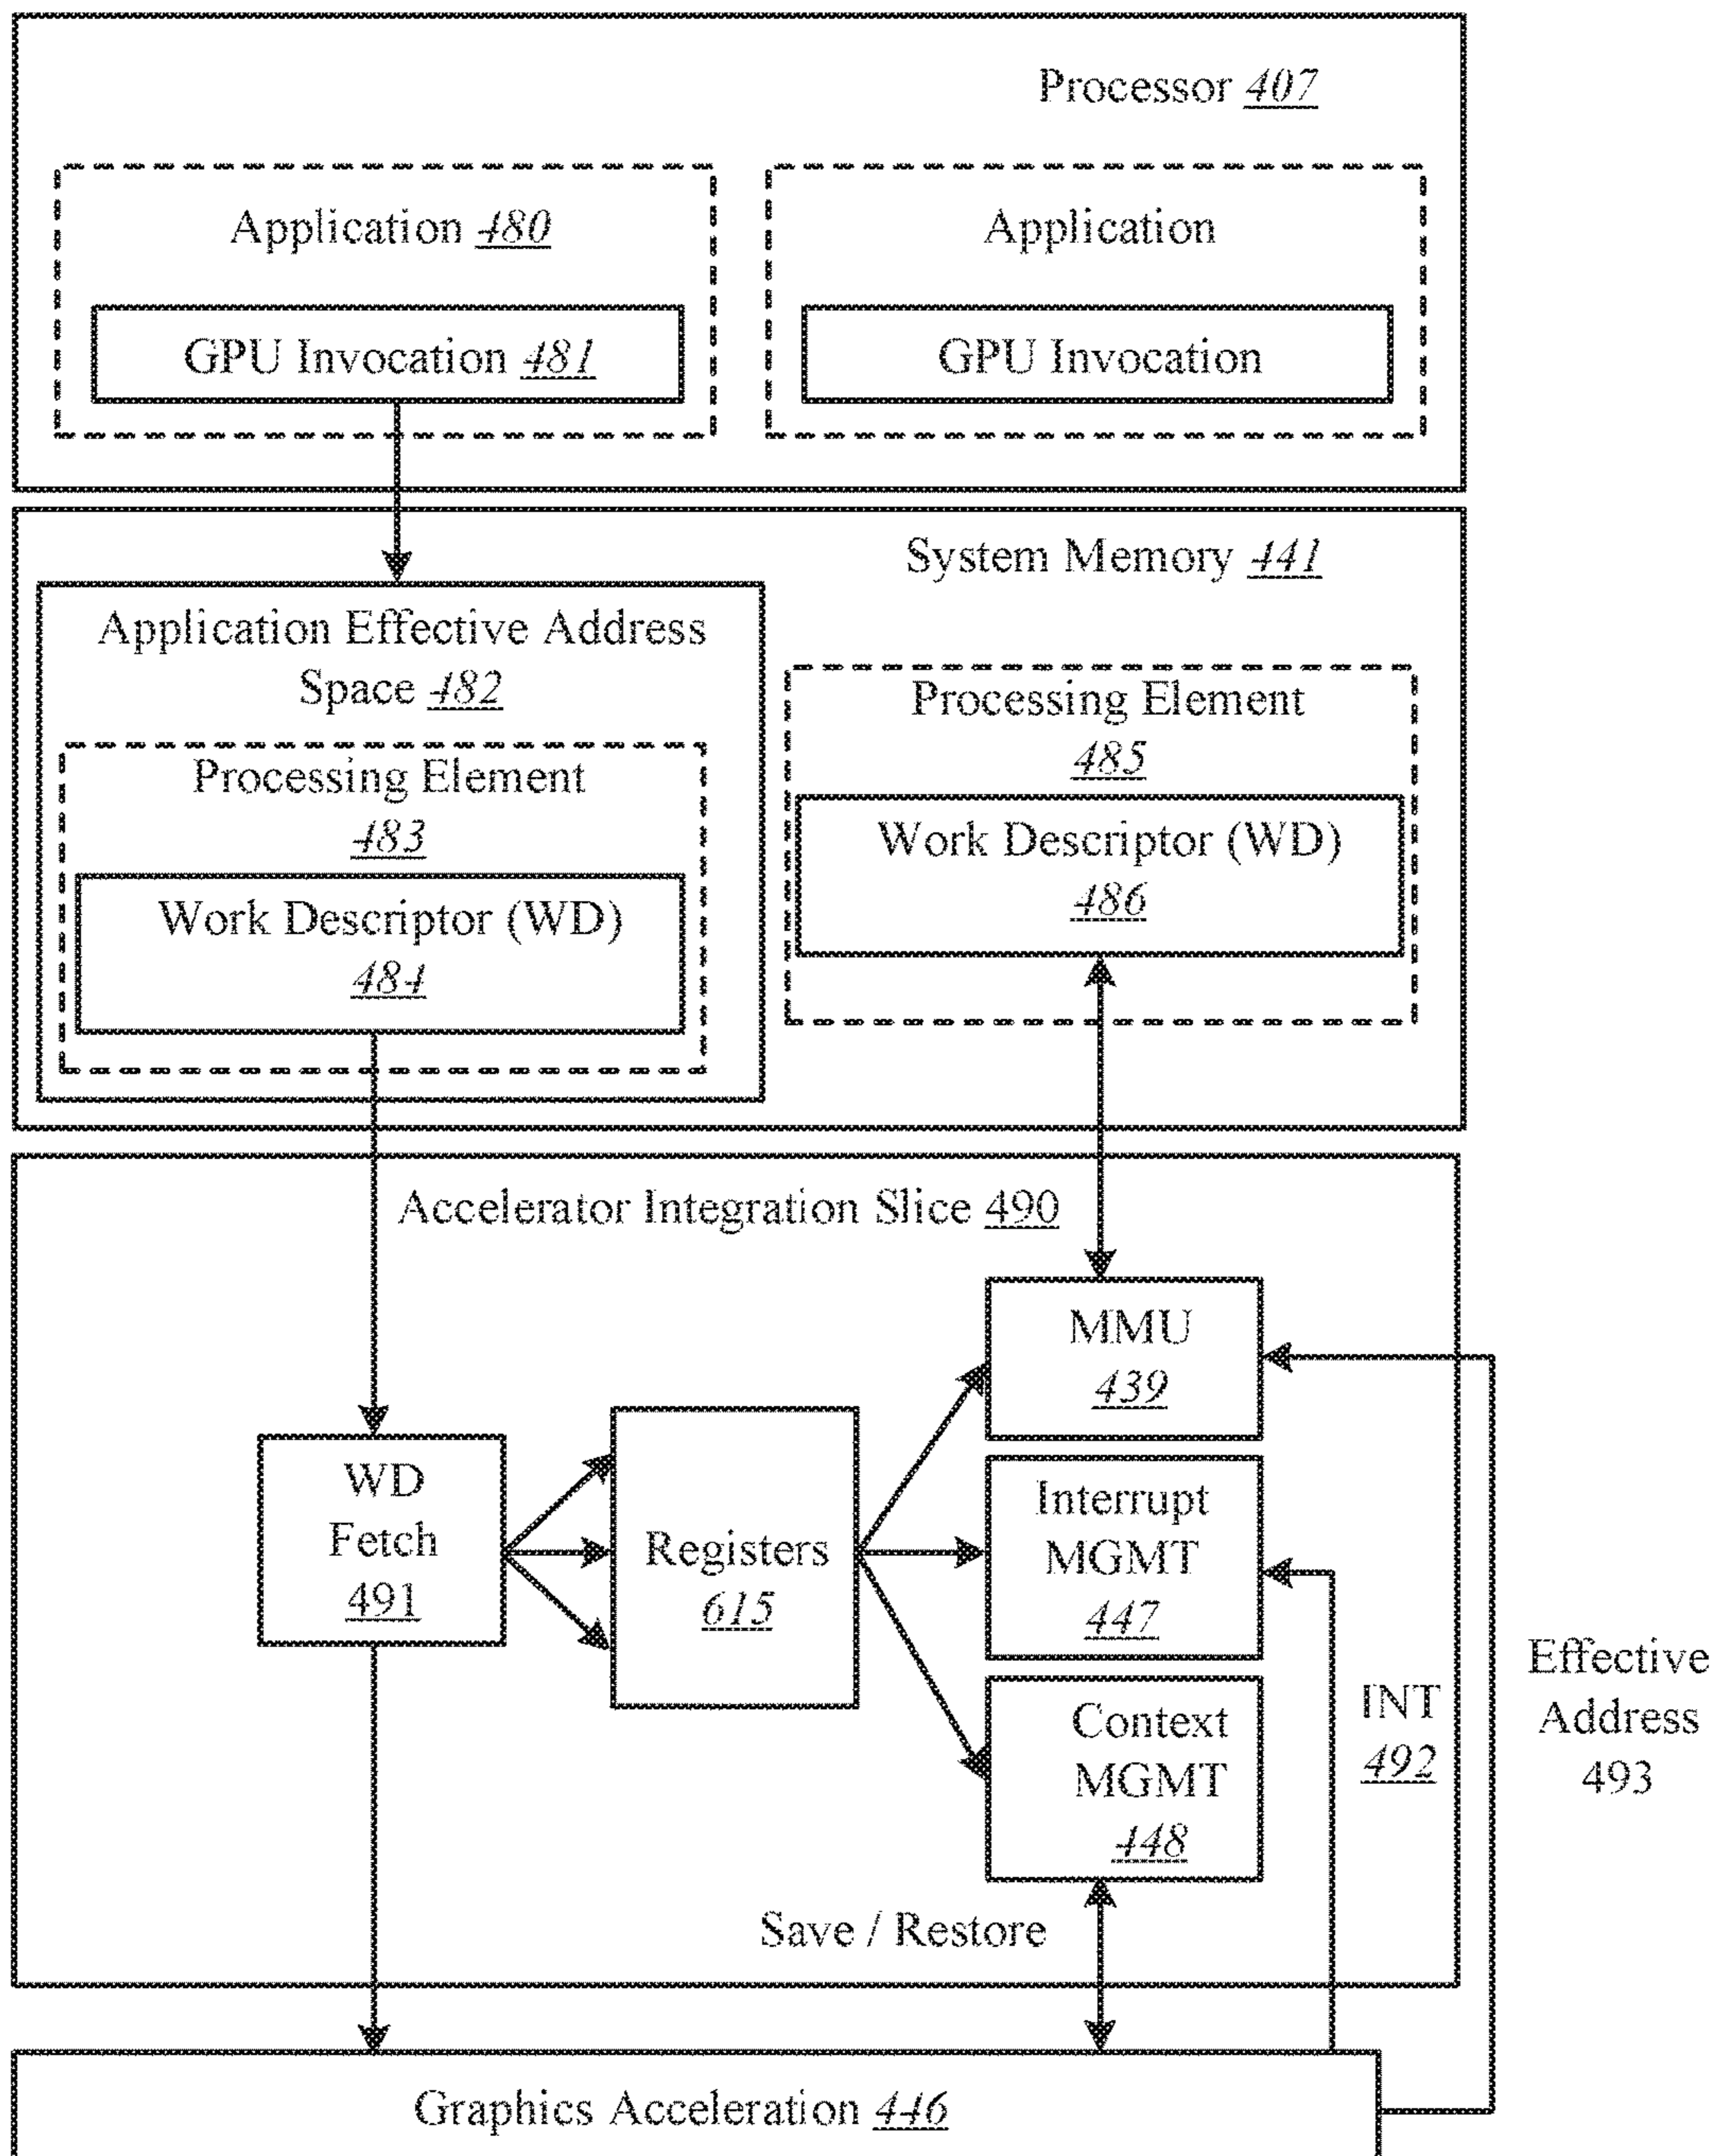 Processor 407
Application 480
GPU Invocation 481
Application
GPU Invocation
System Memory 441
Application Effective Address
Space 482
Processing Element
483
Work Descriptor (WD)
484
Processing Element
485
Work Descriptor (WD)
486
Accelerator Integration Slice 490
WD
Fetch
491
Registers
615
MMU
439
Interrupt
MGMT
447
Context
MGMT
448
Save / Restore
INT
492
Effective
Address
493
Graphics Acceleration 446